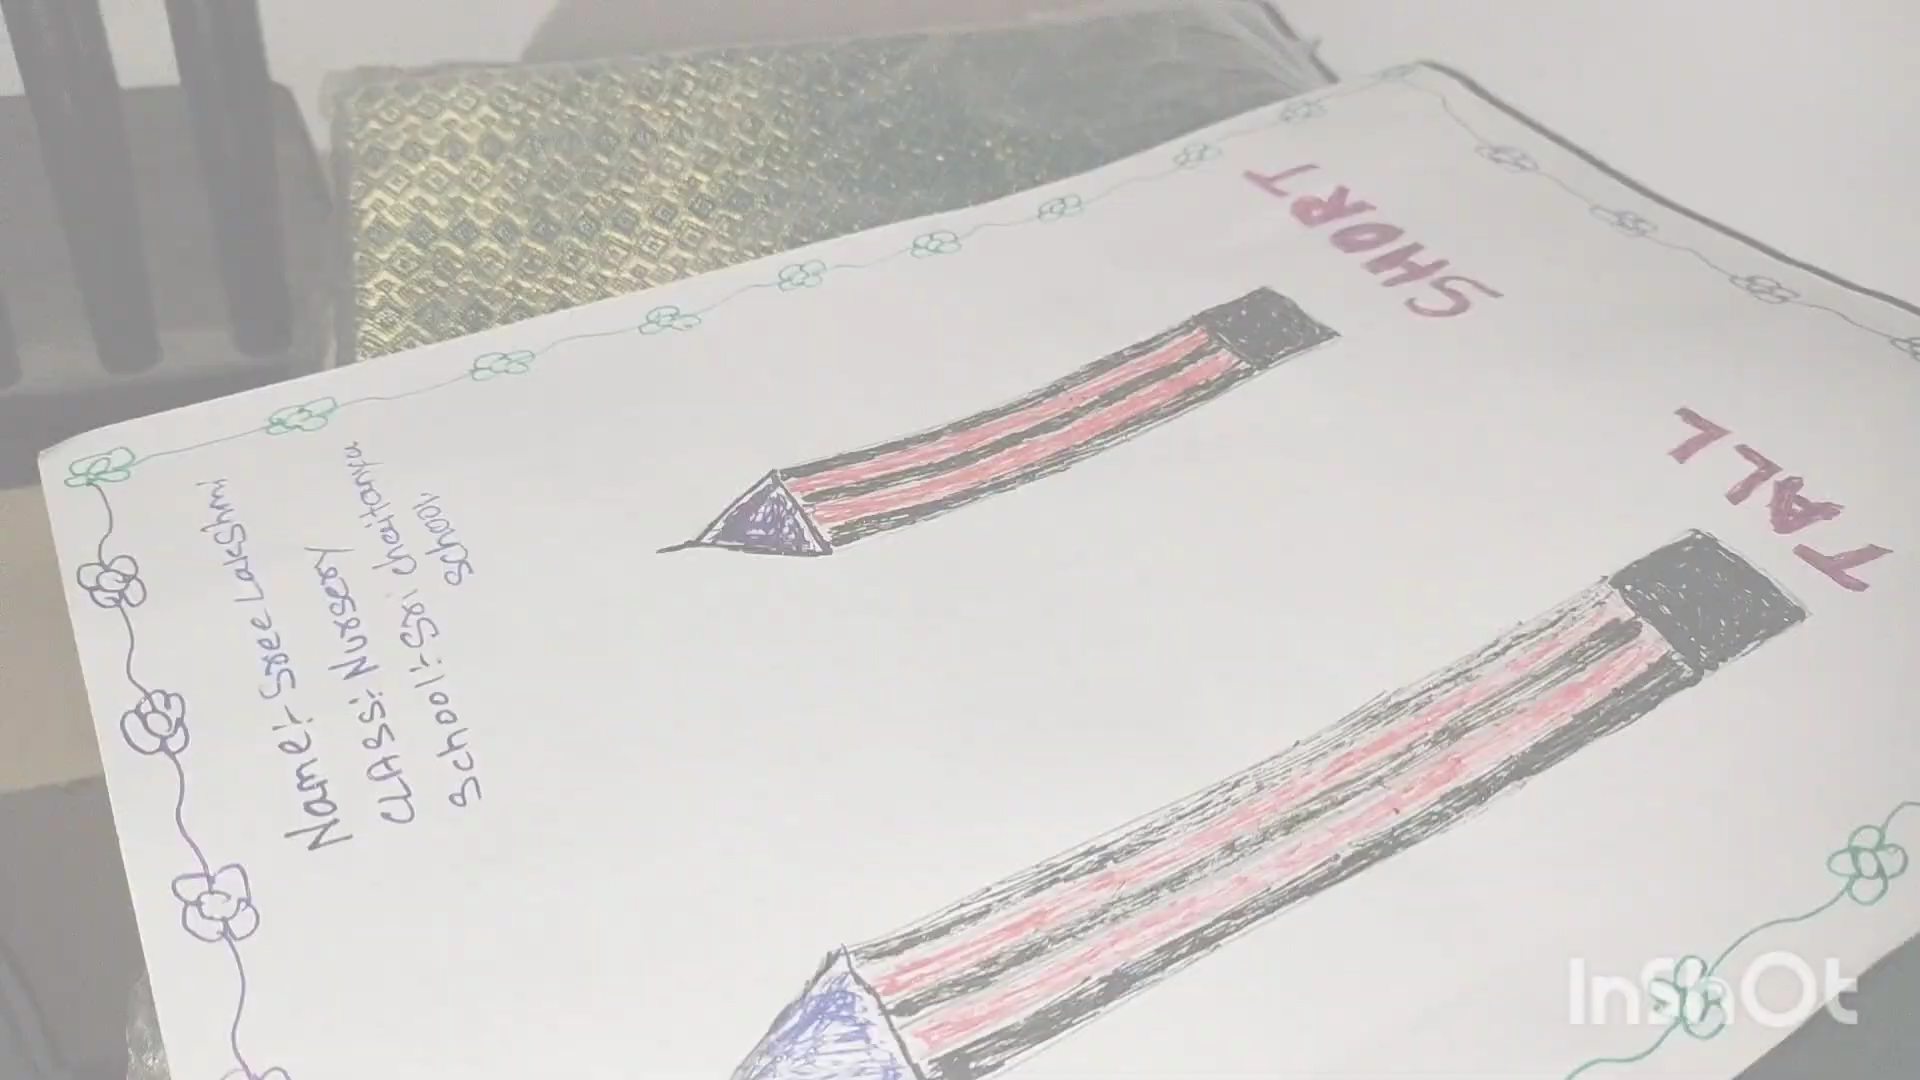 SHORT
TALL
Name:- Sree Lakshmi
CLASS: Nursery
School:- Sri chaitanya
School.
InShOt